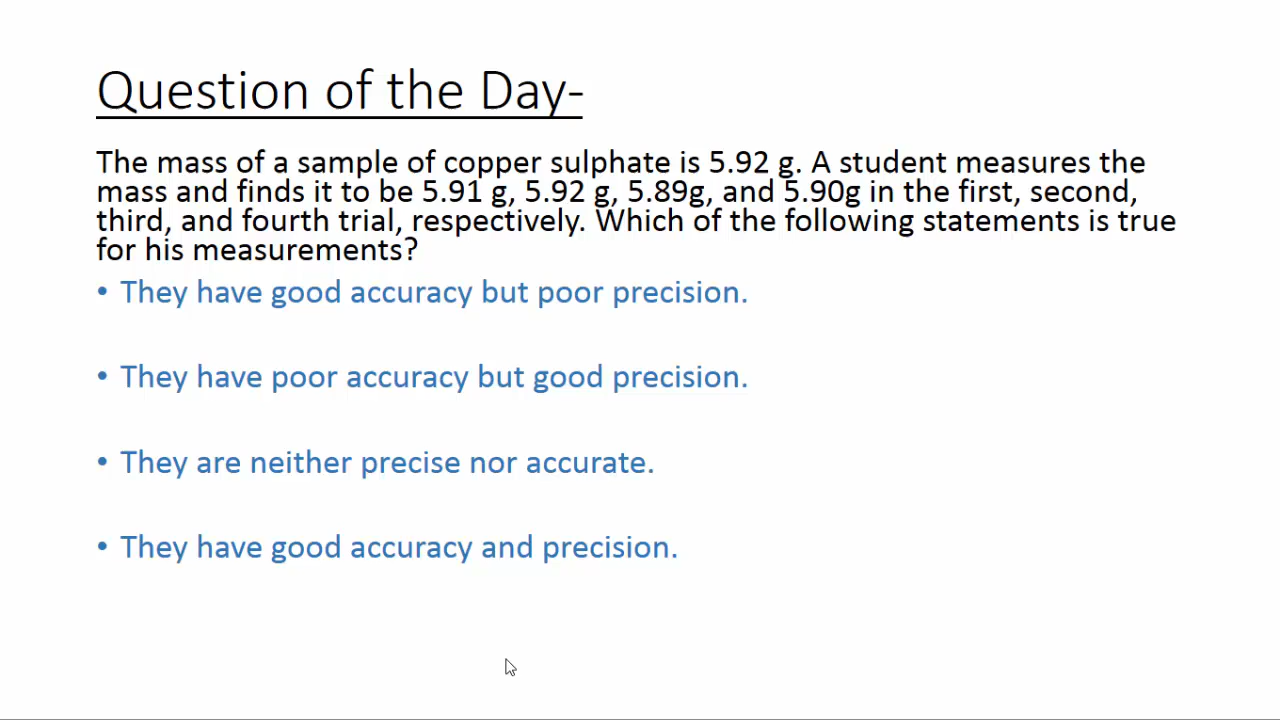 Question of the Day-
The mass of a sample of copper sulphate is 5.92 g. A student measures the
mass and finds it to be 5.91 g, 5.92 g, 5.89g, and 5.90g in the first, second,
third, and fourth trial, respectively. Which of the following statements is true
for his measurements?
• They have good accuracy but poor precision.
• They have poor accuracy but good precision.
• They are neither precise nor accurate.
• They have good accuracy and precision.